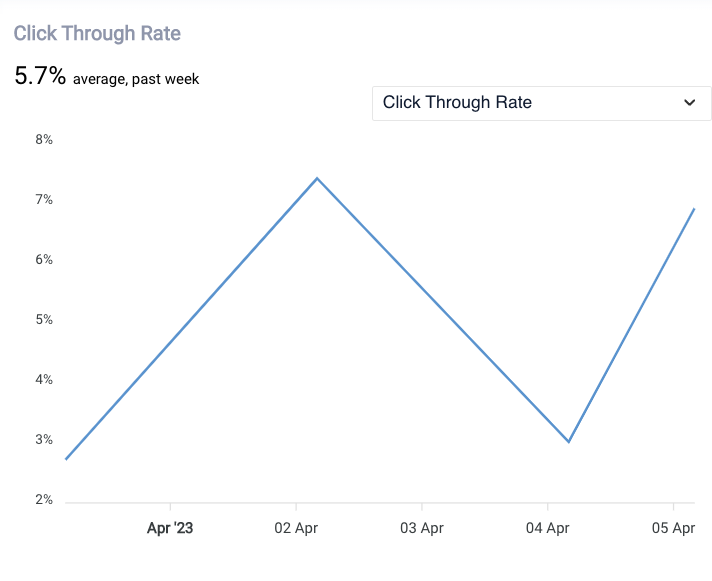 Click Through Rate
5.7% average, past week
Click Through Rate
8%
7%
6%
5%
4%
3%
2%
Apr '23 02 Apr 03 Apr 04 Apr 05 Apr